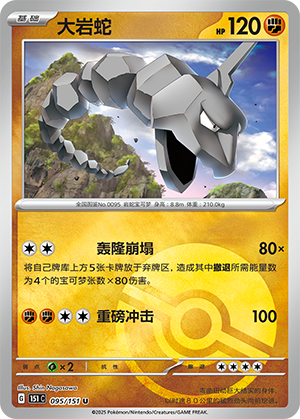 基础
大岩蛇
HP 120
全国图鉴No.0095 岩蛇宝可梦 身高:8.8m 体重:210.0kg
轰隆崩塌 80×
将自己牌库上方5张卡牌放于弃牌区,造成其中撤退所需能量数
为4个的宝可梦张数×80伤害。
重磅冲击 100
弱点 ×2 抗性 撤退
Illus. Shin Nagasawa
G 151 C 095/151 U
©2025 Pokémon/Nintendo/Creatures/GAME FREAK.